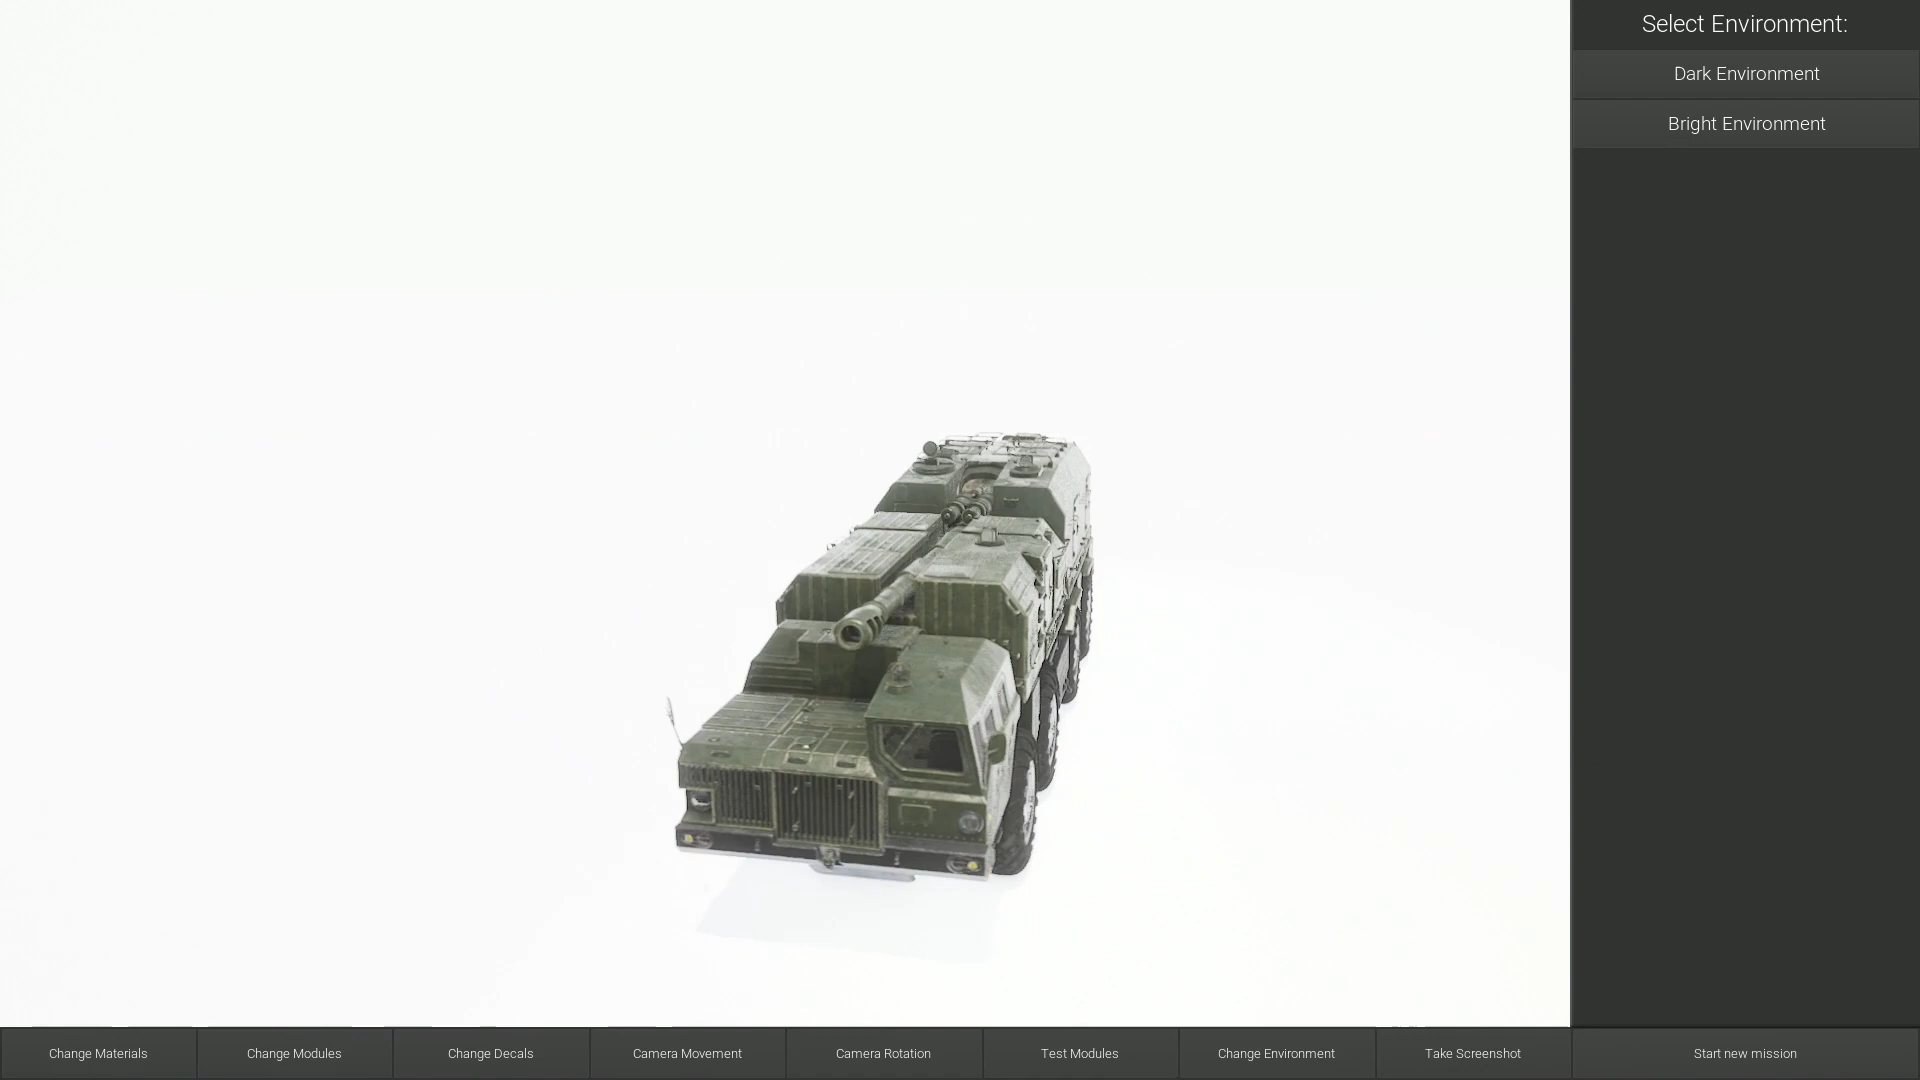 Select Environment:
Dark Environment
Bright Environment
Change Materials
Change Modules
Change Decals
Camera Movement
Camera Rotation
Test Modules
Change Environment
Take Screenshot
Start new mission